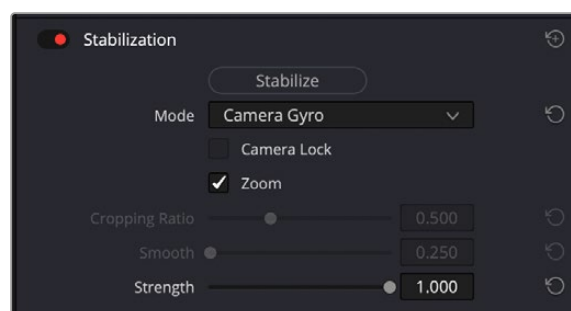 Stabilization
Stabilize
Mode Camera Gyro
Camera Lock
Zoom
Cropping Ratio 0.500
Smooth 0.250
Strength 1.000